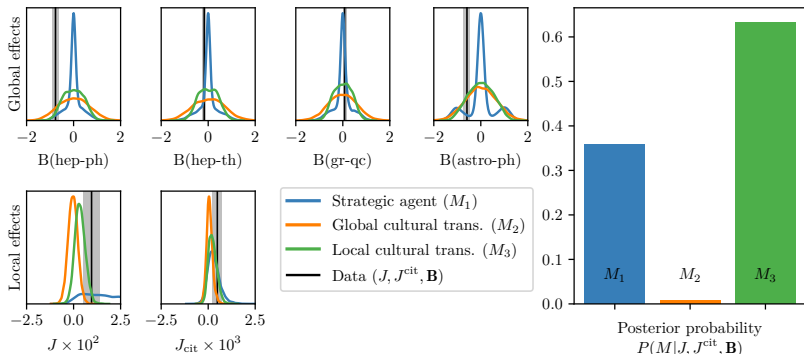 Global effects
−2 0 2
B(hep-ph)
−2 0 2
B(hep-th)
−2 0 2
B(gr-qc)
−2 0 2
B(astro-ph)
Local effects
−2.5 0.0 2.5
J × 10²
−2.5 0.0 2.5
J_cit × 10³
Strategic agent (M₁)
Global cultural trans. (M₂)
Local cultural trans. (M₃)
Data (J, J^cit, B)
0.6
0.5
0.4
0.3
0.2
0.1
0.0
M₁ M₂ M₃
Posterior probability
P(M|J, J^cit, B)